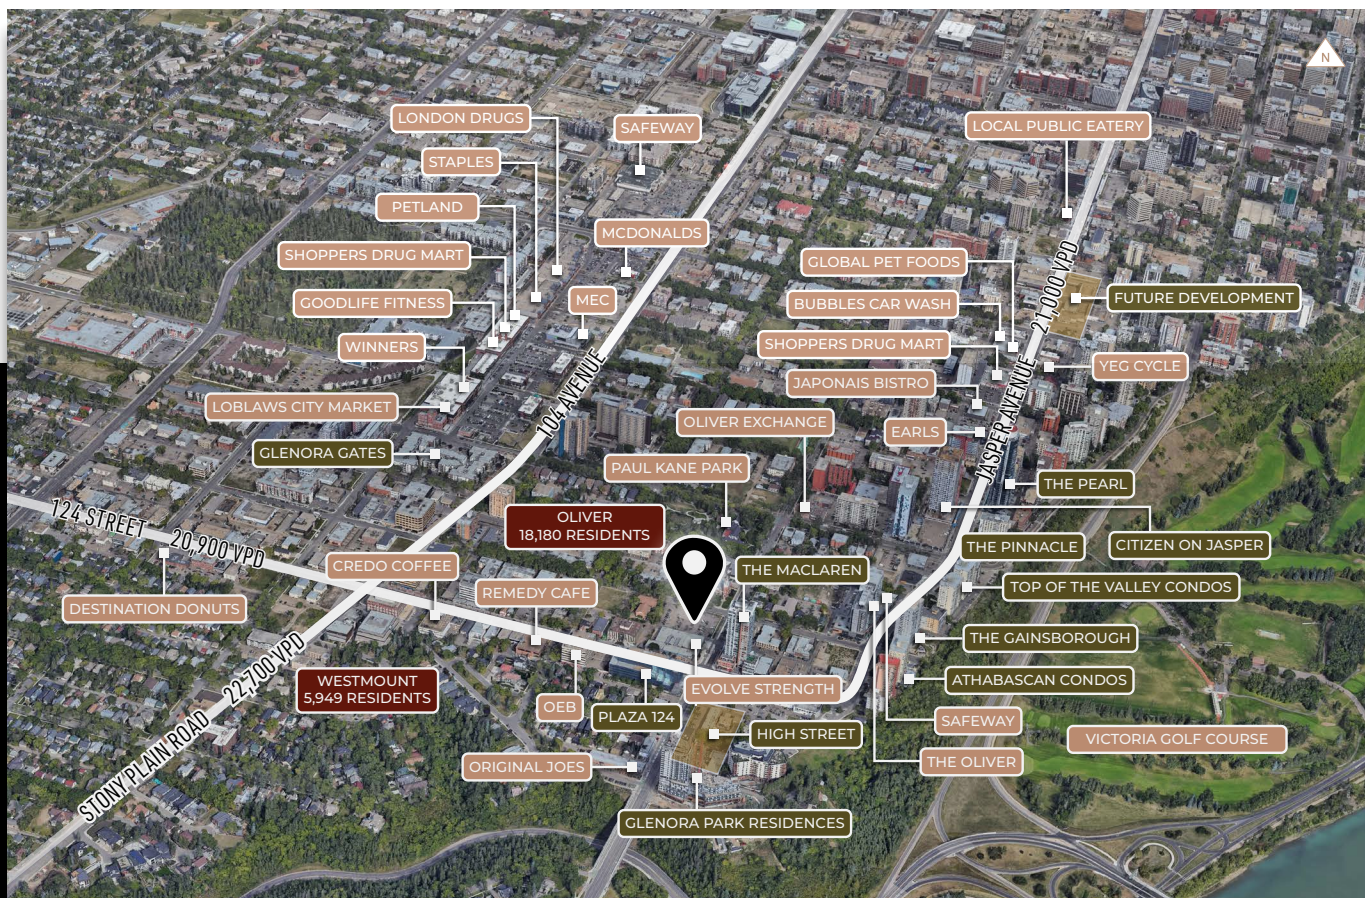 N
LONDON DRUGS
SAFEWAY
LOCAL PUBLIC EATERY
STAPLES
PETLAND
MCDONALDS
SHOPPERS DRUG MART
GLOBAL PET FOODS
GOODLIFE FITNESS
MEC
BUBBLES CAR WASH
21,000 VPD
FUTURE DEVELOPMENT
WINNERS
SHOPPERS DRUG MART
YEG CYCLE
JAPONAIS BISTRO
LOBLAWS CITY MARKET
104 AVENUE
OLIVER EXCHANGE
EARLS
JASPER AVENUE
GLENORA GATES
PAUL KANE PARK
THE PEARL
124 STREET
20,900 VPD
OLIVER
18,180 RESIDENTS
THE PINNACLE
CITIZEN ON JASPER
CREDO COFFEE
THE MACLAREN
REMEDY CAFE
TOP OF THE VALLEY CONDOS
DESTINATION DONUTS
THE GAINSBOROUGH
WESTMOUNT
5,949 RESIDENTS
22,700 VPD
STONY PLAIN ROAD
EVOLVE STRENGTH
ATHABASCAN CONDOS
OEB
PLAZA 124
SAFEWAY
HIGH STREET
VICTORIA GOLF COURSE
ORIGINAL JOES
THE OLIVER
GLENORA PARK RESIDENCES